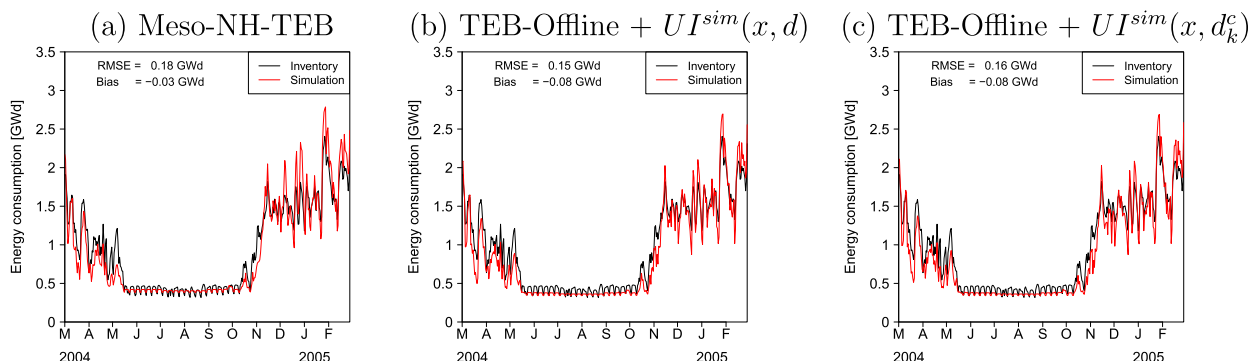 (a) Meso-NH-TEB
3.5
3
2.5
2
1.5
1
0.5
0
Energy consumption [GWd]
RMSE = 0.18 GWd
Bias = −0.03 GWd
Inventory
Simulation
M A M J J A S O N D J F
2004 2005
(b) TEB-Offline + UI^{sim}(x, d)
3.5
3
2.5
2
1.5
1
0.5
0
Energy consumption [GWd]
RMSE = 0.15 GWd
Bias = −0.08 GWd
Inventory
Simulation
M A M J J A S O N D J F
2004 2005
(c) TEB-Offline + UI^{sim}(x, d_k^c)
3.5
3
2.5
2
1.5
1
0.5
0
Energy consumption [GWd]
RMSE = 0.16 GWd
Bias = −0.08 GWd
Inventory
Simulation
M A M J J A S O N D J F
2004 2005